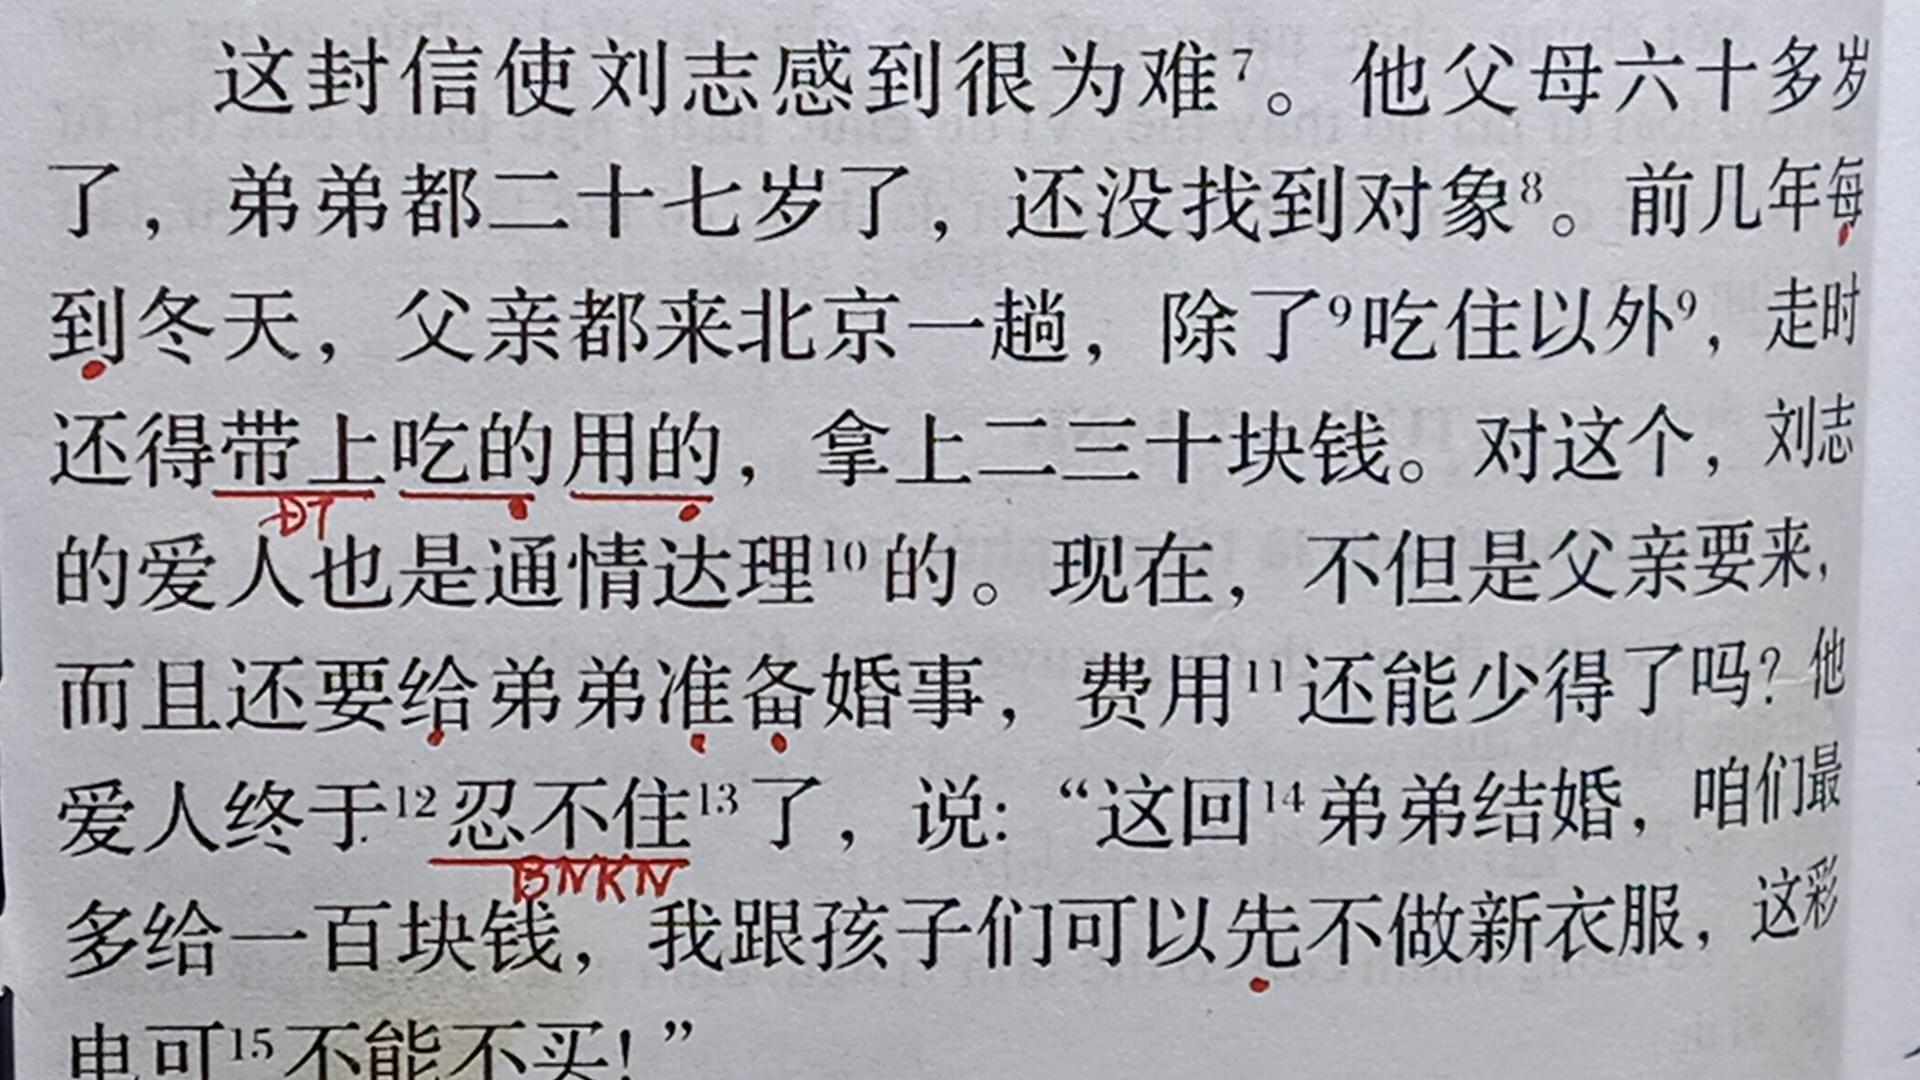 这封信使刘志感到很为难7。他父母六十多岁
了，弟弟都二十七岁了，还没找到对象8。前几年每
到冬天，父亲都来北京一趟，除了9吃住以外9，走时
还得带上吃的用的，拿上二三十块钱。对这个，刘志
ĐT
的爱人也是通情达理10的。现在，不但是父亲要来，
而且还要给弟弟准备婚事，费用11还能少得了吗？他
爱人终于12忍不住13了，说：“这回14弟弟结婚，咱们最
BNKN
多给一百块钱，我跟孩子们可以先不做新衣服，这彩
电可15不能不买！”